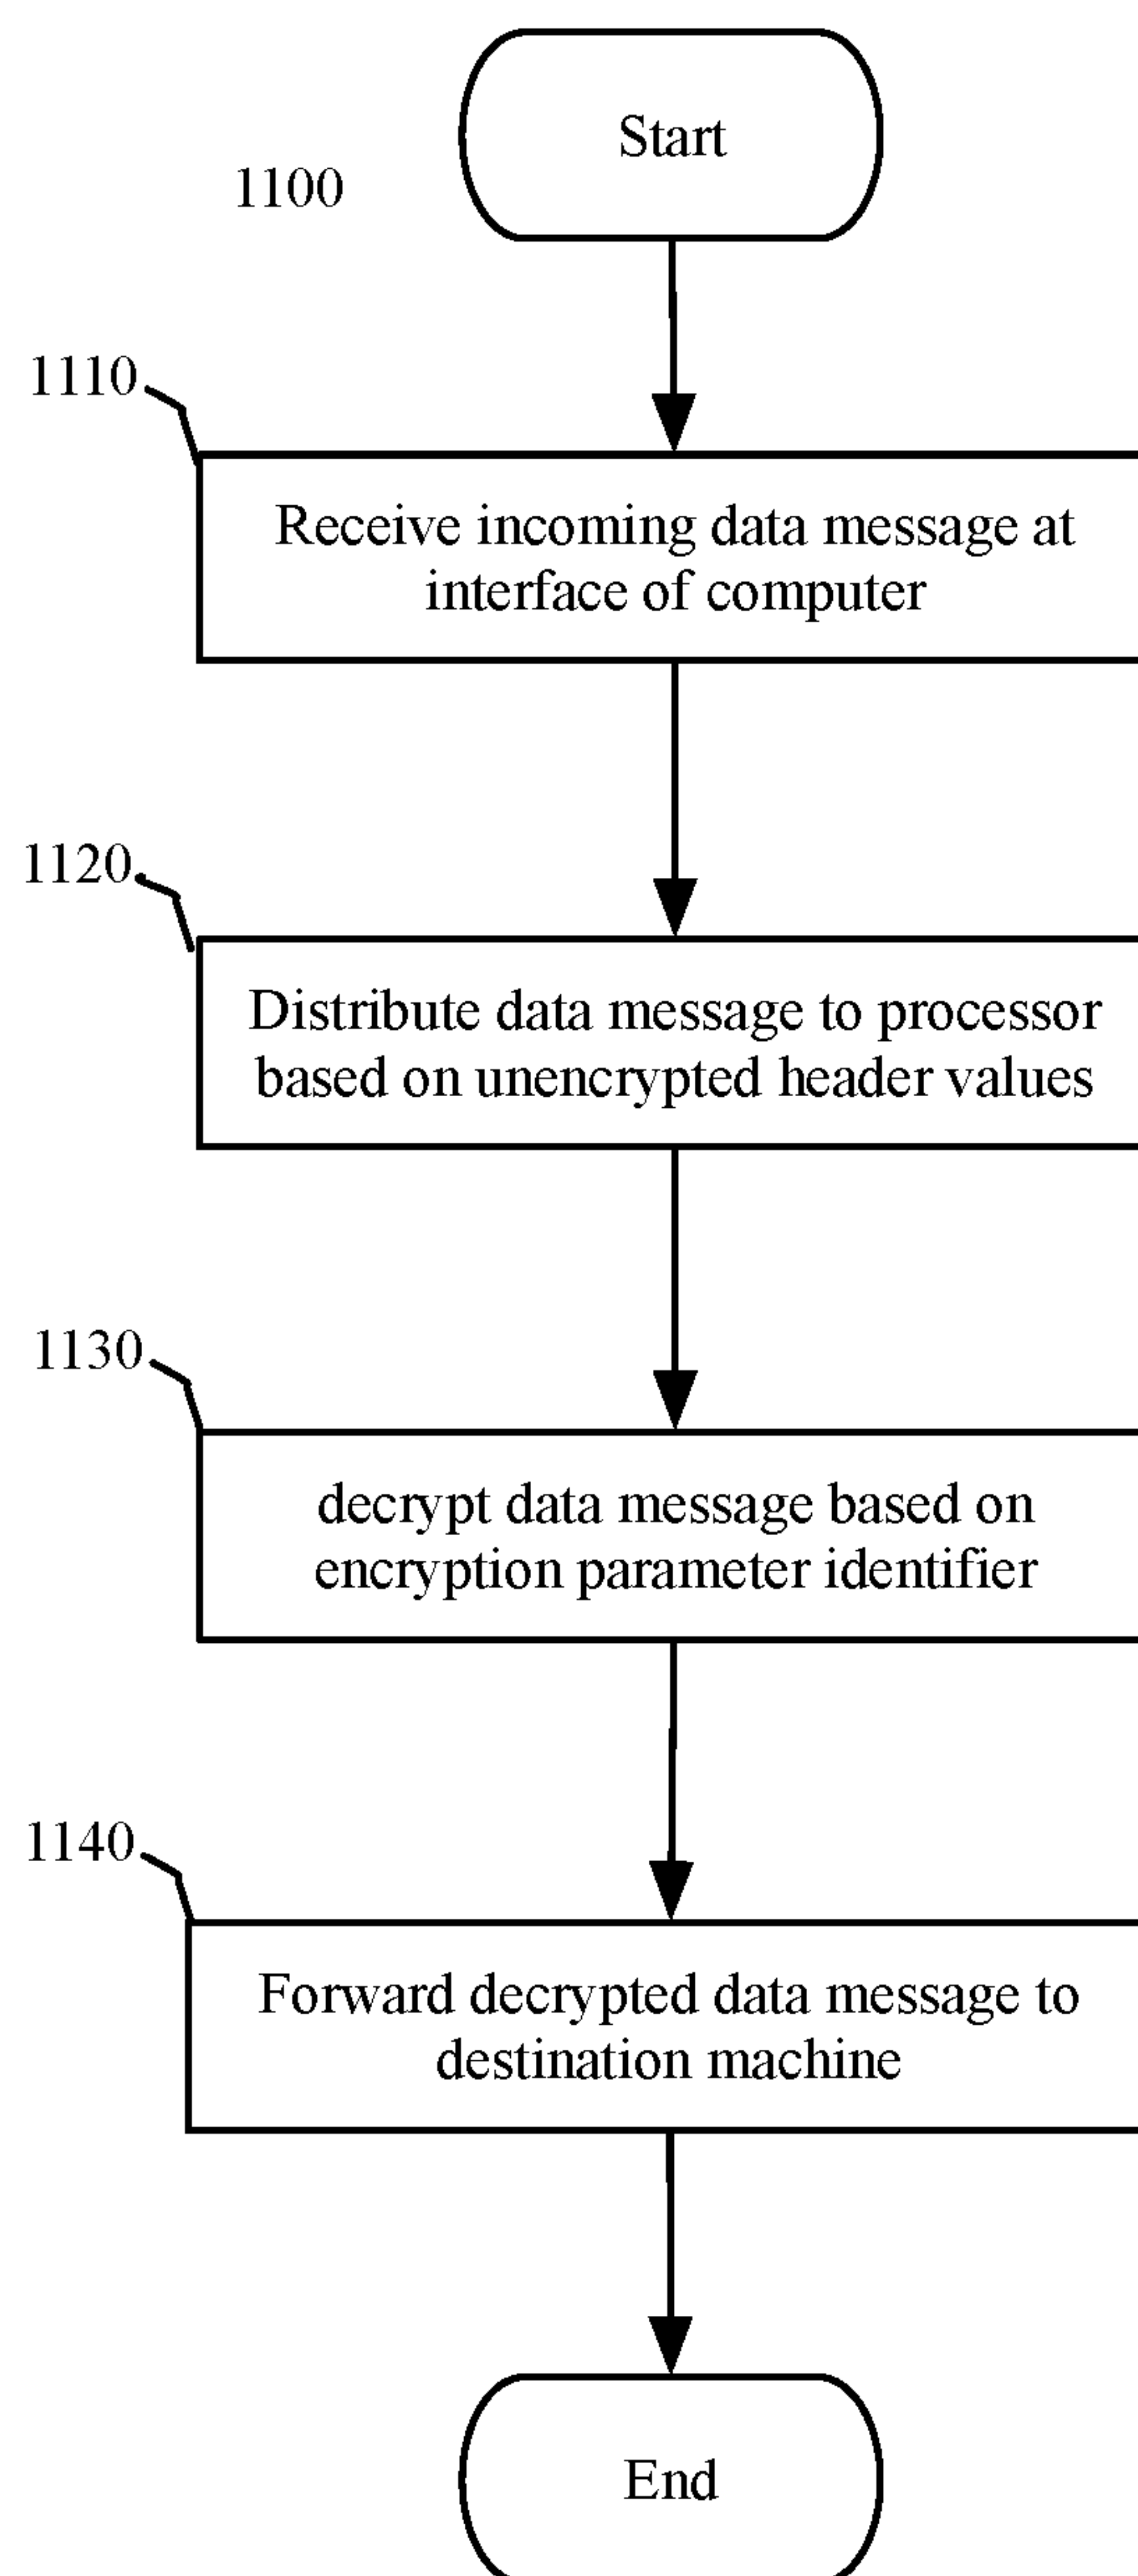 Start
1100
1110
Receive incoming data message at
interface of computer
1120
Distribute data message to processor
based on unencrypted header values
1130
decrypt data message based on
encryption parameter identifier
1140
Forward decrypted data message to
destination machine
End